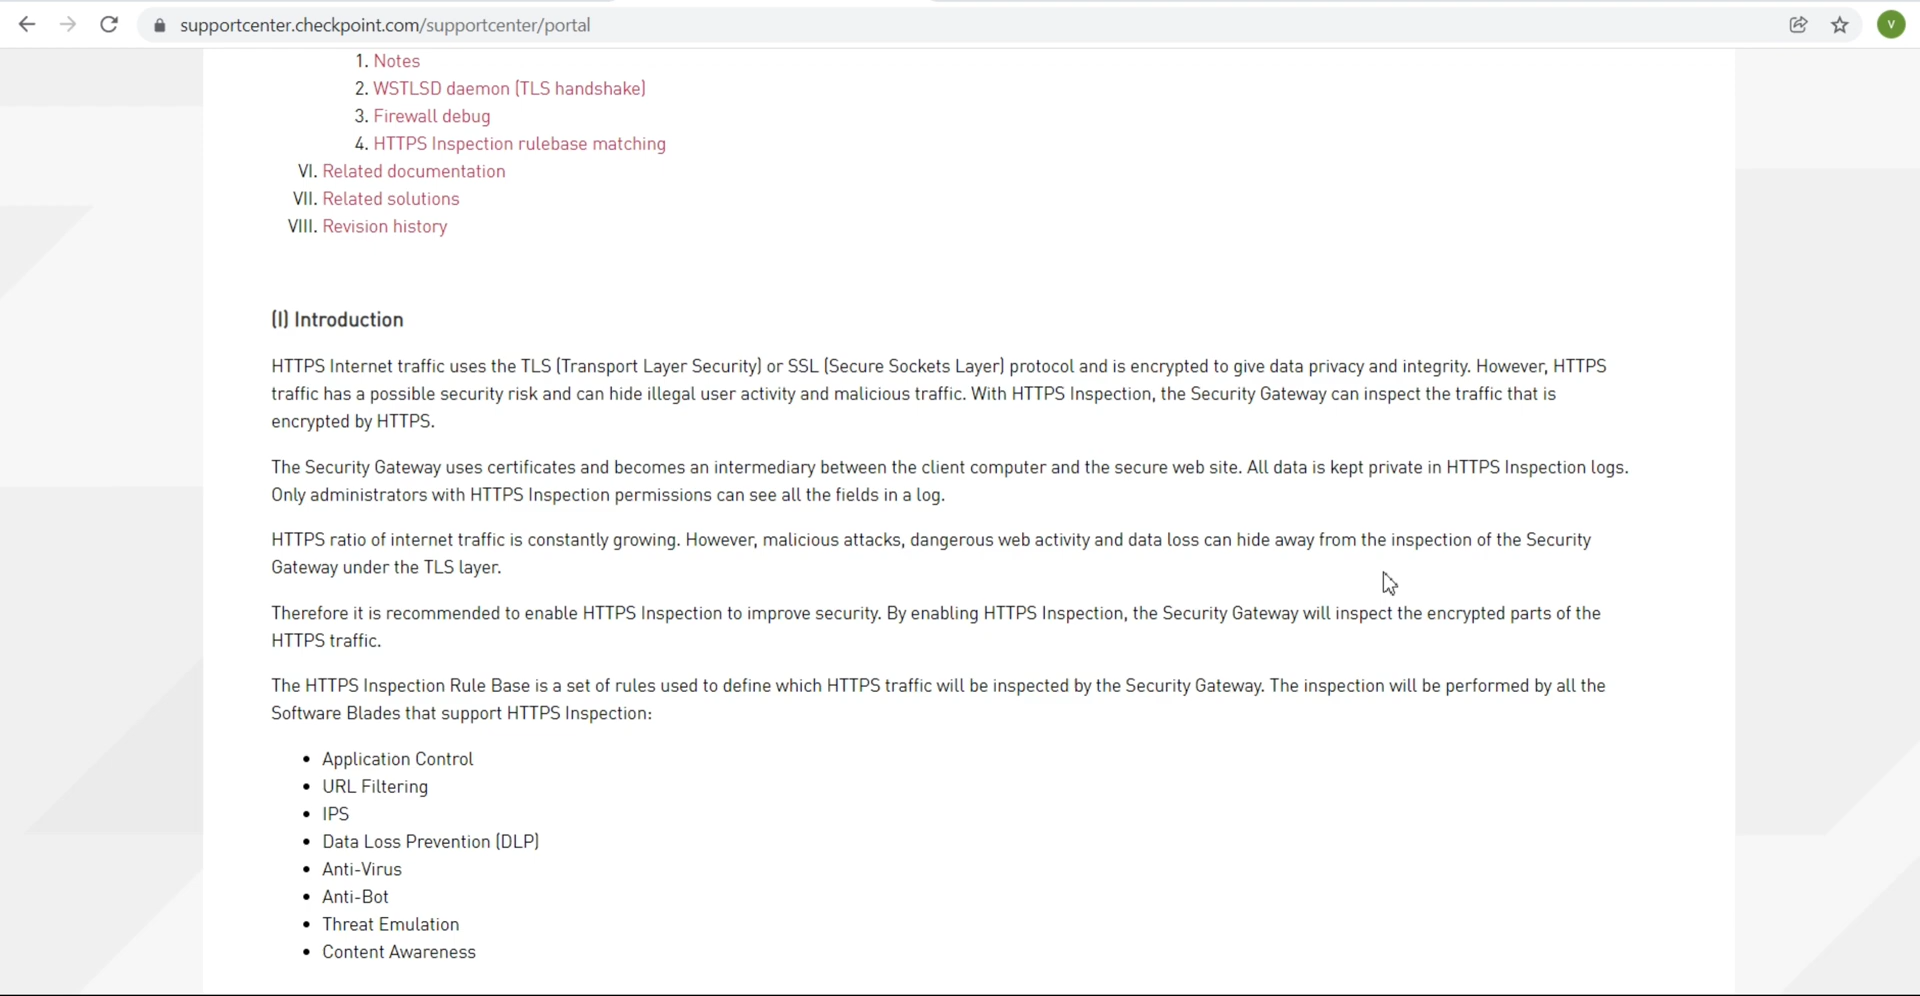 supportcenter.checkpoint.com/supportcenter/portal
V
1. Notes
2. WSTLSD daemon (TLS handshake)
3. Firewall debug
4. HTTPS Inspection rulebase matching
VI. Related documentation
VII. Related solutions
VIII. Revision history
(I) Introduction
HTTPS Internet traffic uses the TLS (Transport Layer Security) or SSL (Secure Sockets Layer) protocol and is encrypted to give data privacy and integrity. However, HTTPS
traffic has a possible security risk and can hide illegal user activity and malicious traffic. With HTTPS Inspection, the Security Gateway can inspect the traffic that is
encrypted by HTTPS.
The Security Gateway uses certificates and becomes an intermediary between the client computer and the secure web site. All data is kept private in HTTPS Inspection logs.
Only administrators with HTTPS Inspection permissions can see all the fields in a log.
HTTPS ratio of internet traffic is constantly growing. However, malicious attacks, dangerous web activity and data loss can hide away from the inspection of the Security
Gateway under the TLS layer.
Therefore it is recommended to enable HTTPS Inspection to improve security. By enabling HTTPS Inspection, the Security Gateway will inspect the encrypted parts of the
HTTPS traffic.
The HTTPS Inspection Rule Base is a set of rules used to define which HTTPS traffic will be inspected by the Security Gateway. The inspection will be performed by all the
Software Blades that support HTTPS Inspection:
• Application Control
• URL Filtering
• IPS
• Data Loss Prevention (DLP)
• Anti-Virus
• Anti-Bot
• Threat Emulation
• Content Awareness